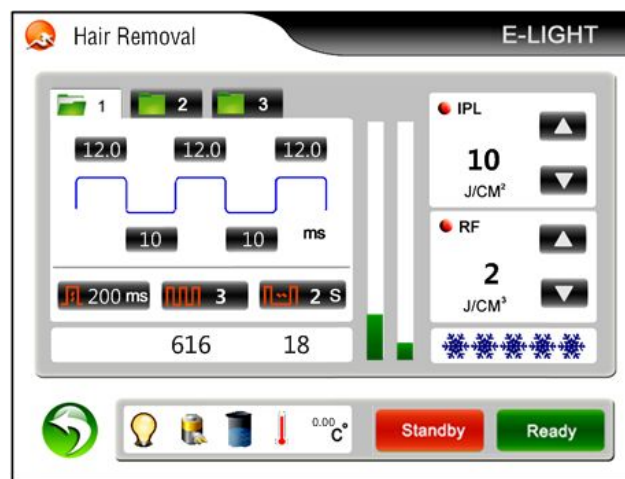 Hair Removal
E-LIGHT
1 2 3
12.0 12.0 12.0
10 10 ms
200 ms 3 2 S
616 18
IPL
10
J/CM²
RF
2
J/CM³
0.00 C°
Standby
Ready